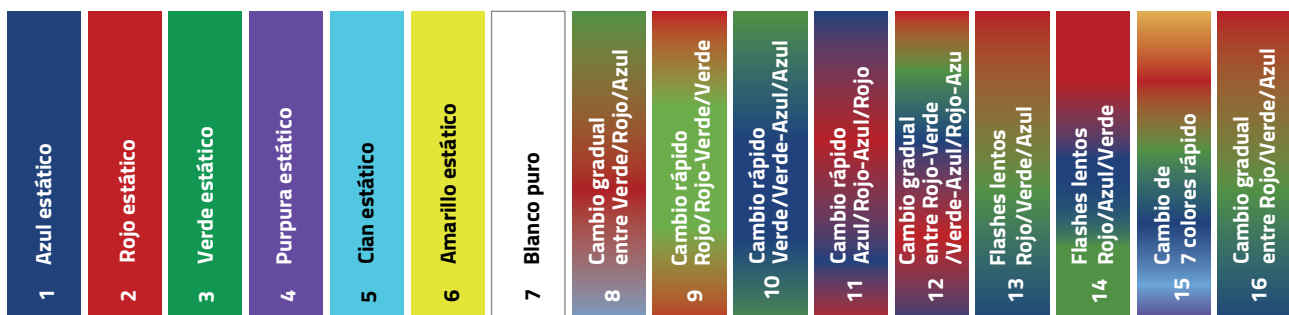 1 Azul estático
2 Rojo estático
3 Verde estático
4 Purpura estático
5 Cian estático
6 Amarillo estático
7 Blanco puro
8 Cambio gradual
entre Verde/Rojo/Azul
9 Cambio rápido
Rojo/Rojo-Verde/Verde
10 Cambio rápido
Verde/Verde-Azul/Azul
11 Cambio rápido
Azul/Rojo-Azul/Rojo
12 Cambio gradual
entre Rojo-Verde
/Verde-Azul/Rojo-Azu
13 Flashes lentos
Rojo/Verde/Azul
14 Flashes lentos
Rojo/Azul/Verde
15 Cambio de
7 colores rápido
16 Cambio gradual
entre Rojo/Verde/Azul